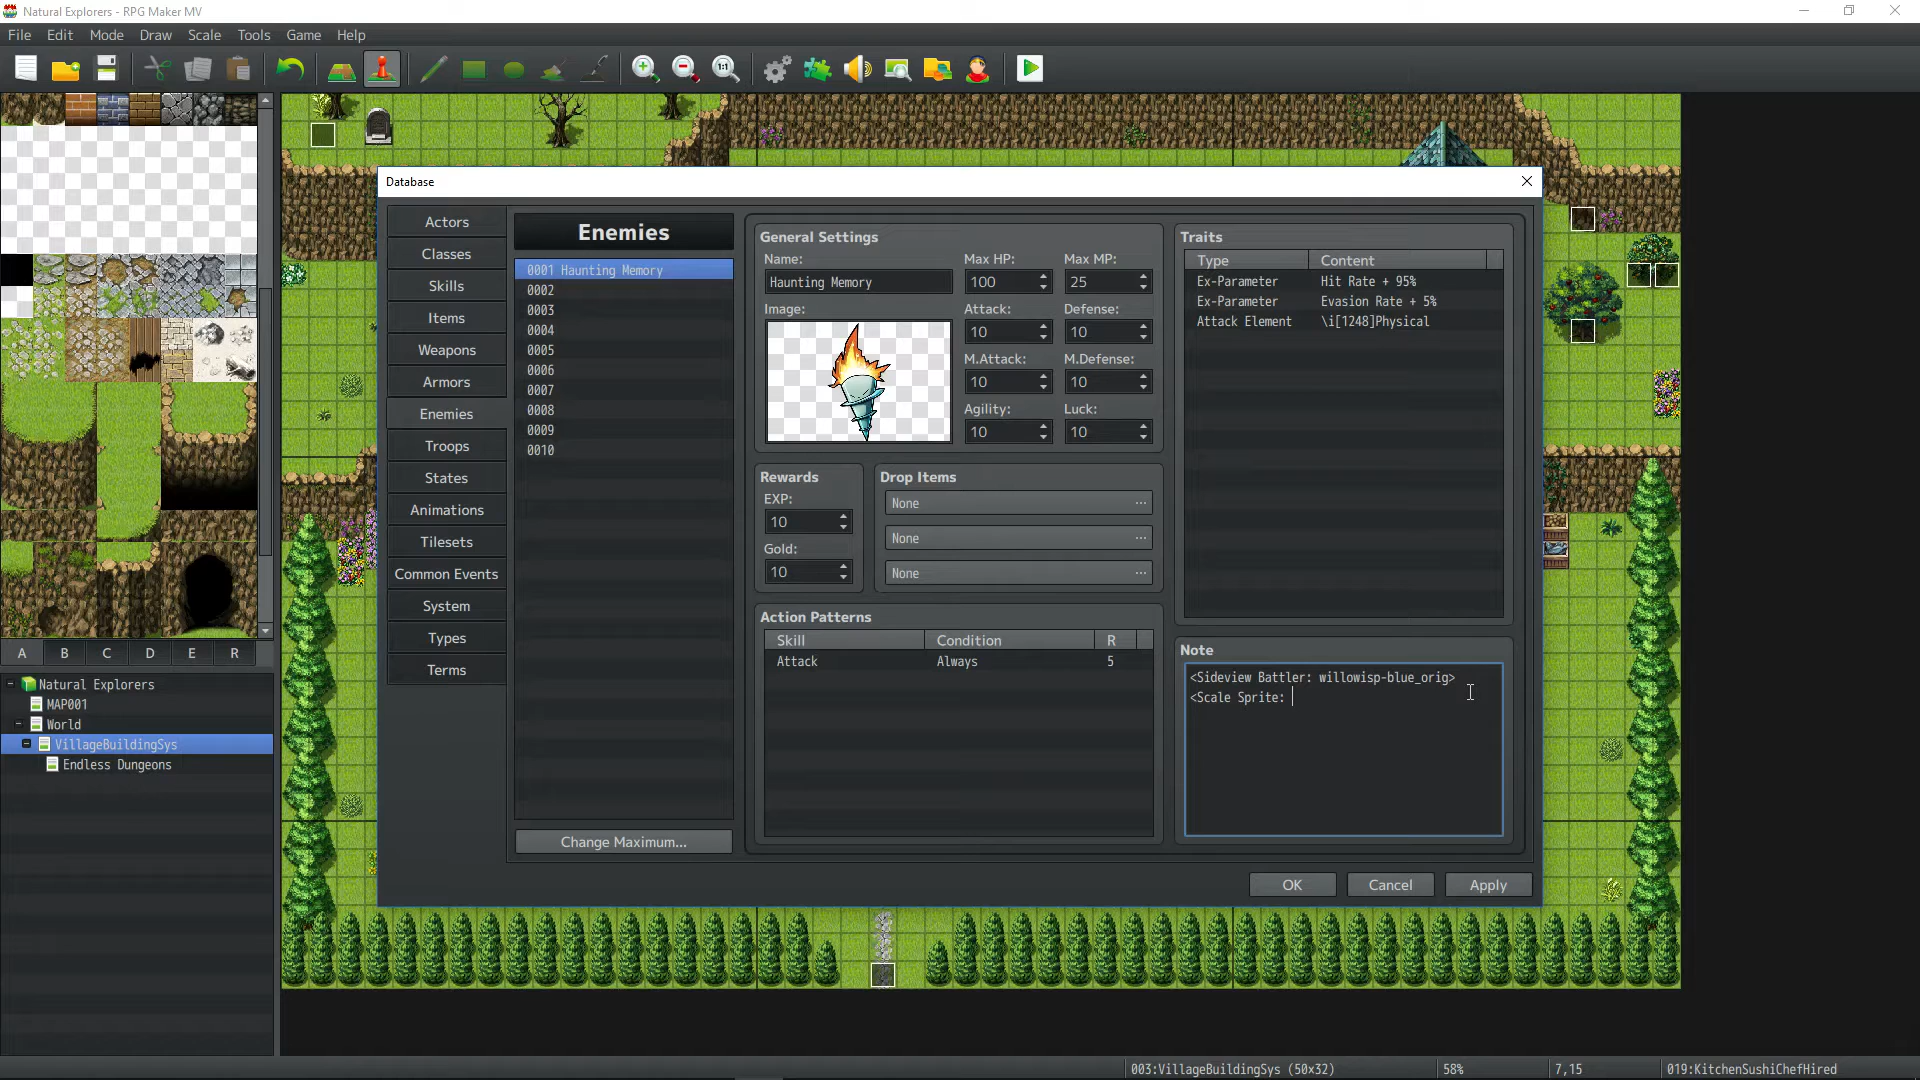 Natural Explorers - RPG Maker MV
File Edit Mode Draw Scale Tools Game Help
1:1
Database
Actors
Classes
Skills
Items
Weapons
Armors
Enemies
Troops
States
Animations
Tilesets
Common Events
System
Types
Terms
Enemies
0001 Haunting Memory
0002
0003
0004
0005
0006
0007
0008
0009
0010
Change Maximum...
General Settings
Name:
Haunting Memory
Image:
Max HP: Max MP:
100 25
Attack: Defense:
10 10
M.Attack: M.Defense:
10 10
Agility: Luck:
10 10
Rewards
EXP:
10
Gold:
10
Drop Items
None ...
None ...
None ...
Action Patterns
Skill Condition R
Attack Always 5
Traits
Type Content
Ex-Parameter Hit Rate + 95%
Ex-Parameter Evasion Rate + 5%
Attack Element \i[1248]Physical
Note
<Sideview Battler: willowisp-blue_orig>
<Scale Sprite:
OK Cancel Apply
A B C D E R
Natural Explorers
MAP001
World
VillageBuildingSys
Endless Dungeons
003:VillageBuildingSys (50x32) 58% 7,15 019:KitchenSushiChefHired